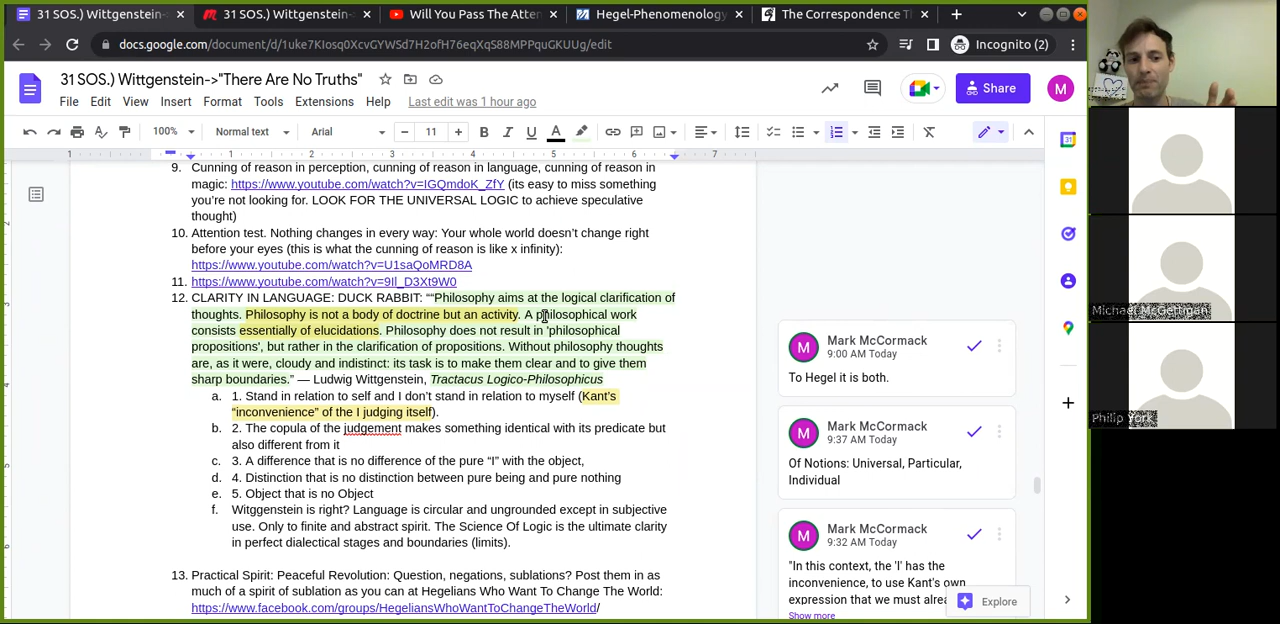 31 SOS.) Wittgenstein- 31 SOS.) Wittgenstein- Will You Pass The Atten Hegel-Phenomenology The Correspondence T
docs.google.com/document/d/1uke7KIosq0XcvGYWSd7H2ofH76eqXqS88MPPquGKUUg/edit Incognito (2)
31 SOS.) Wittgenstein->"There Are No Truths"
Share M
File Edit View Insert Format Tools Extensions Help Last edit was 1 hour ago
100% Normal text Arial 11 B I U A
1 1 2 3 4 5 6 7
9. Cunning of reason in perception, cunning of reason in language, cunning of reason in
magic: https://www.youtube.com/watch?v=IGQmdoK_ZfY (its easy to miss something
you're not looking for. LOOK FOR THE UNIVERSAL LOGIC to achieve speculative
thought)
10. Attention test. Nothing changes in every way: Your whole world doesn't change right
before your eyes (this is what the cunning of reason is like x infinity):
https://www.youtube.com/watch?v=U1saQoMRD8A
11. https://www.youtube.com/watch?v=9Il_D3Xt9W0
12. CLARITY IN LANGUAGE: DUCK RABBIT: "“Philosophy aims at the logical clarification of
thoughts. Philosophy is not a body of doctrine but an activity. A philosophical work
consists essentially of elucidations. Philosophy does not result in 'philosophical
propositions', but rather in the clarification of propositions. Without philosophy thoughts
are, as it were, cloudy and indistinct: its task is to make them clear and to give them
sharp boundaries.” ― Ludwig Wittgenstein, Tractacus Logico-Philosophicus
a. 1. Stand in relation to self and I don't stand in relation to myself (Kant's
“inconvenience” of the I judging itself).
b. 2. The copula of the judgement makes something identical with its predicate but
also different from it
c. 3. A difference that is no difference of the pure “I” with the object,
d. 4. Distinction that is no distinction between pure being and pure nothing
e. 5. Object that is no Object
f. Witggenstein is right? Language is circular and ungrounded except in subjective
use. Only to finite and abstract spirit. The Science Of Logic is the ultimate clarity
in perfect dialectical stages and boundaries (limits).
13. Practical Spirit: Peaceful Revolution: Question, negations, sublations? Post them in as
much of a spirit of sublation as you can at Hegelians Who Want To Change The World:
https://www.facebook.com/groups/HegeliansWhoWantToChangeTheWorld/
M Mark McCormack
9:00 AM Today
To Hegel it is both.
M Mark McCormack
9:37 AM Today
Of Notions: Universal, Particular,
Individual
M Mark McCormack
9:32 AM Today
"In this context, the 'I' has the
inconvenience, to use Kant's own
expression that we must alrea
Show more
Explore
Michael McGettigan
Philip York